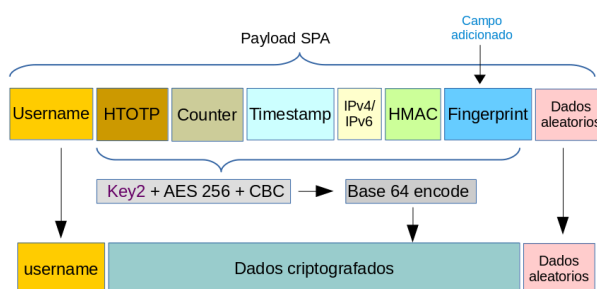 Campo
adicionado
Payload SPA
Username
HTOTP
Counter
Timestamp
IPv4/
IPv6
HMAC
Fingerprint
Dados
aleatorios
Key2 + AES 256 + CBC
Base 64 encode
username
Dados criptografados
Dados
aleatorios